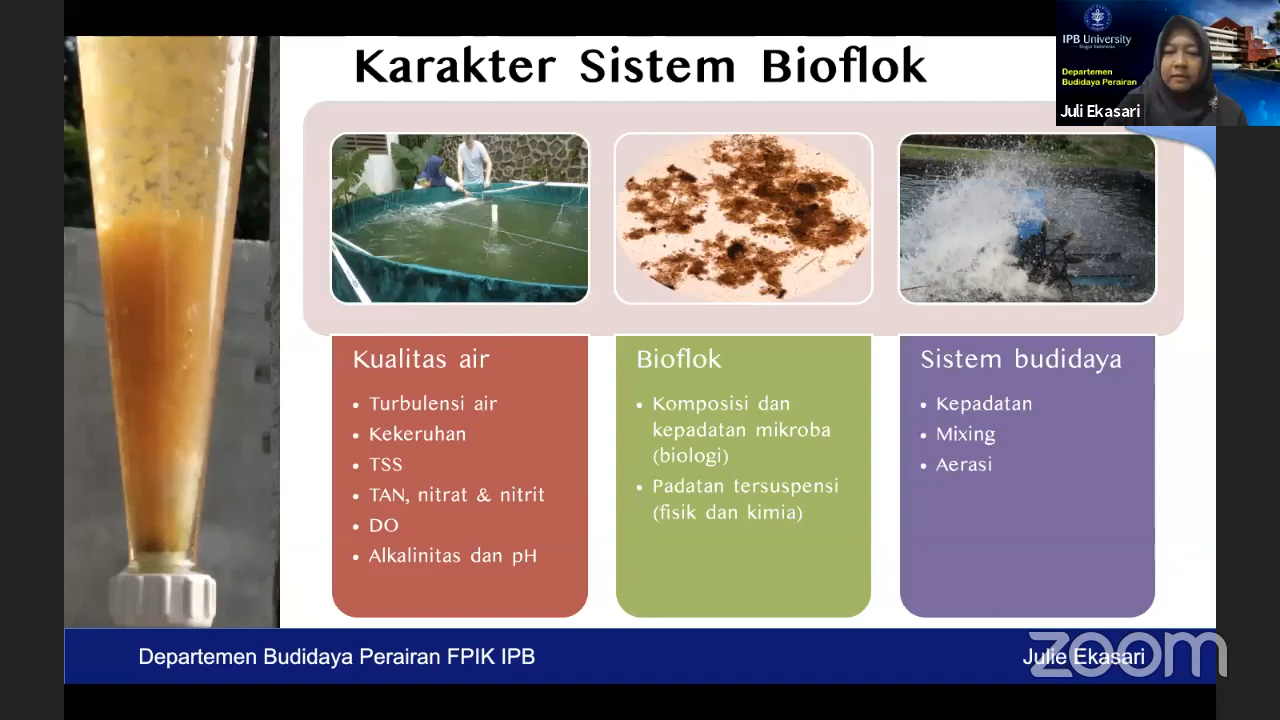 Karakter Sistem Bioflok
IPB University
Bogor Indonesia
Departemen
Budidaya Perairan
Juli Ekasari
Kualitas air
• Turbulensi air
• Kekeruhan
• TSS
• TAN, nitrat & nitrit
• DO
• Alkalinitas dan pH
Bioflok
• Komposisi dan
kepadatan mikroba
(biologi)
• Padatan tersuspensi
(fisik dan kimia)
Sistem budidaya
• Kepadatan
• Mixing
• Aerasi
Departemen Budidaya Perairan FPIK IPB
Julie Ekasari
zoom